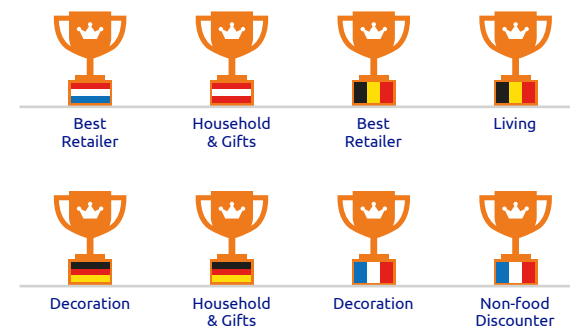 Best
Retailer
Household
& Gifts
Best
Retailer
Living
Decoration
Household
& Gifts
Decoration
Non-food
Discounter